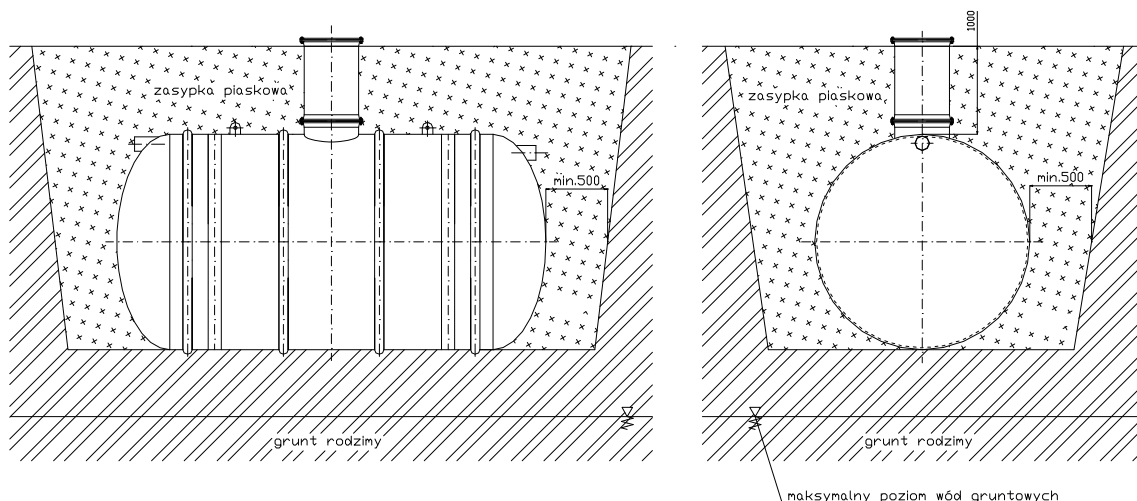 1000
zasypka piaskowa
zasypka piaskowa
min.500
min.500
grunt rodzimy
grunt rodzimy
maksymalny poziom wód gruntowych